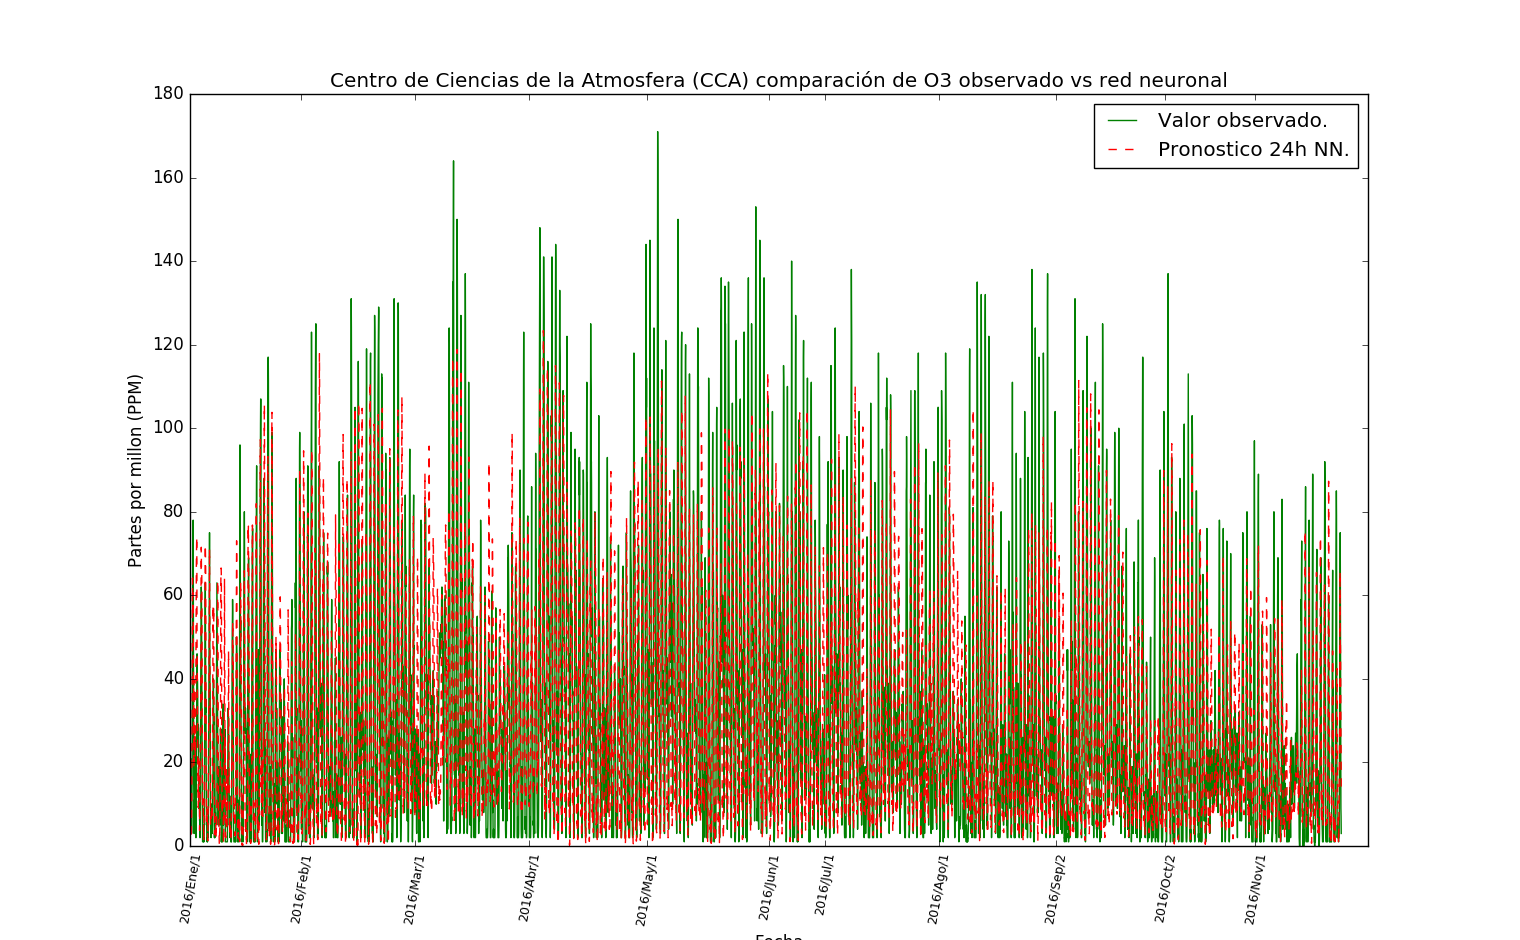 Centro de Ciencias de la Atmosfera (CCA) comparación de O3 observado vs red neuronal
Valor observado.
Pronostico 24h NN.
Partes por millon (PPM)
180
160
140
120
100
80
60
40
20
0
2016/Ene/1
2016/Feb/1
2016/Mar/1
2016/Abr/1
2016/May/1
2016/Jun/1
2016/Jul/1
2016/Ago/1
2016/Sep/2
2016/Oct/2
2016/Nov/1
Fecha